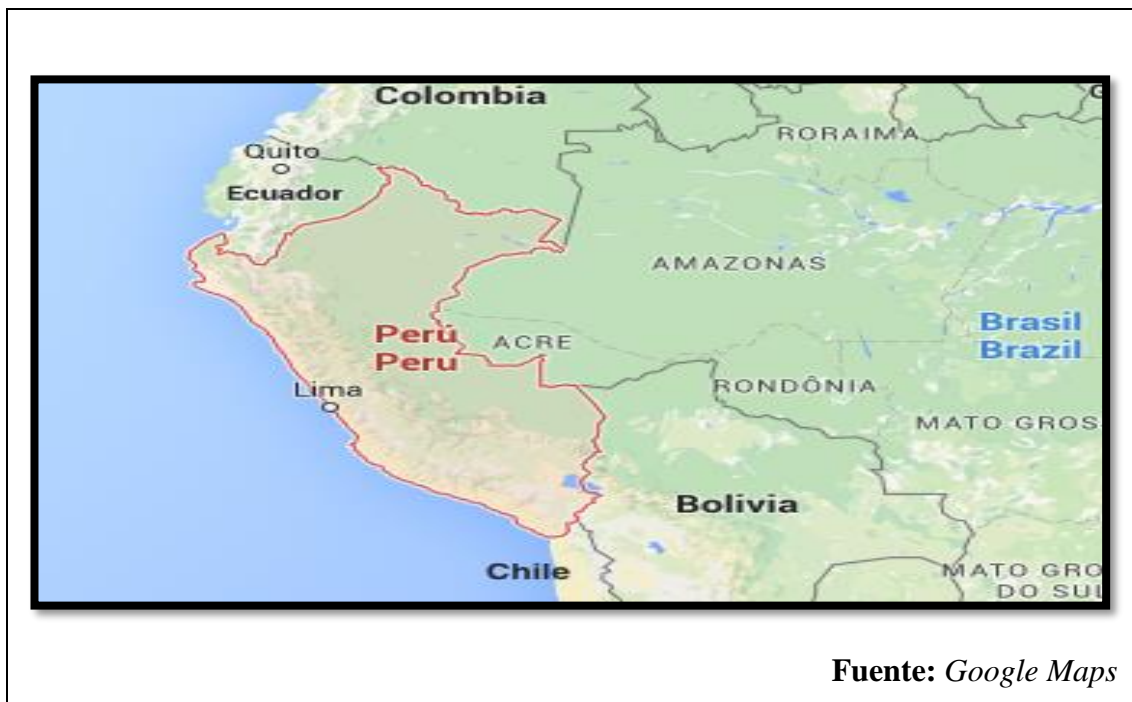 Colombia
RORAIMA
Quito
Ecuador
AMAZONAS
Perú
Peru
ACRE
Brasil
Brazil
Lima
RONDÔNIA
MATO GROS
Bolivia
Chile
MATO GRO
DO SUL
Fuente: Google Maps